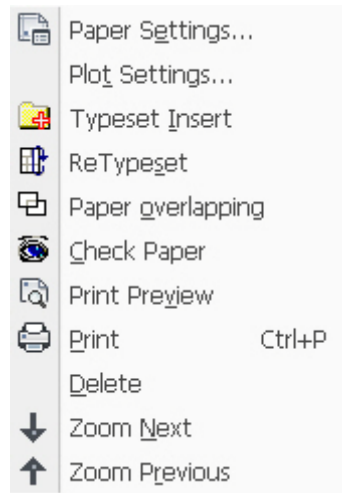 Paper Settings...
Plot Settings...
Typeset Insert
ReTypeset
Paper overlapping
Check Paper
Print Preview
Print Ctrl+P
Delete
Zoom Next
Zoom Previous